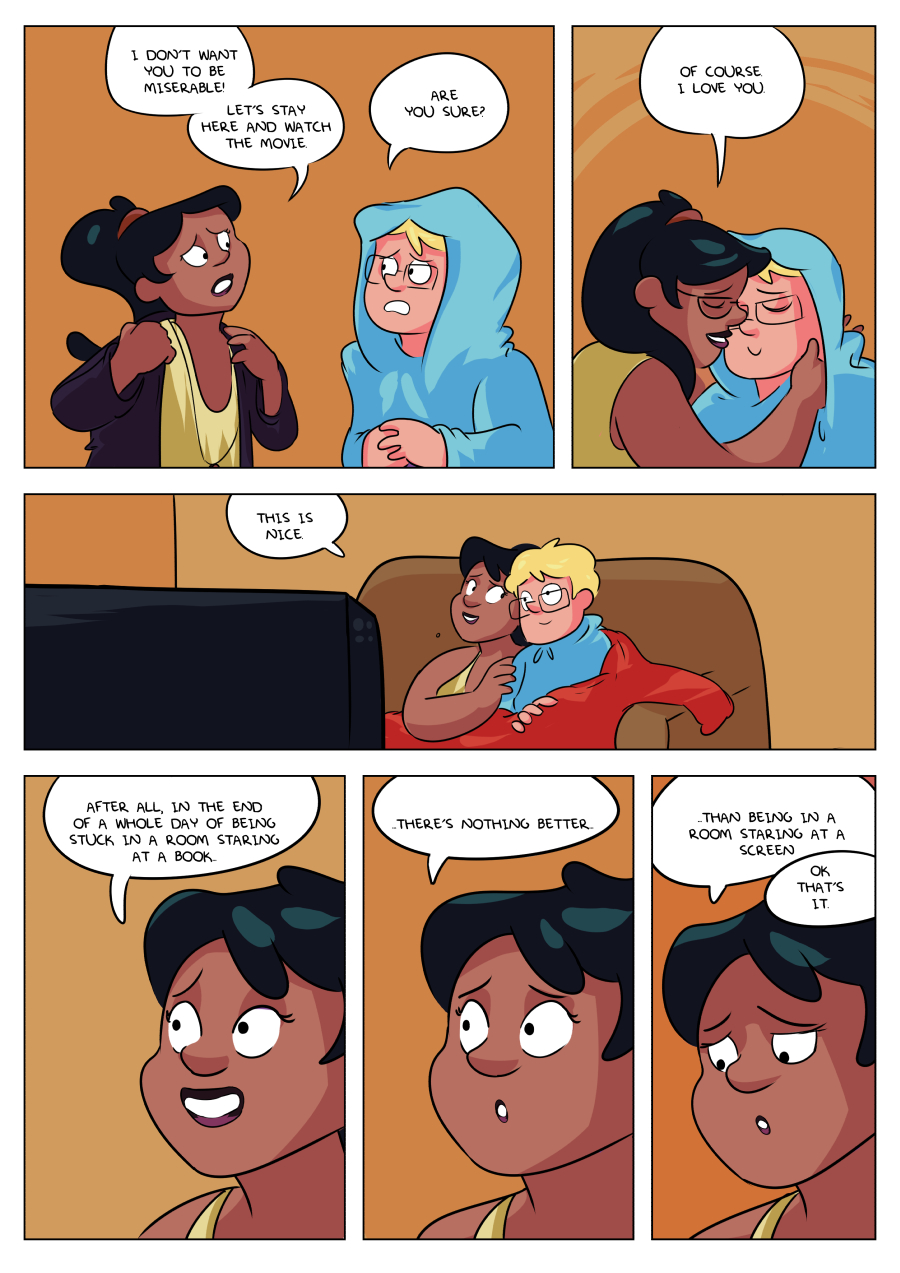 I DON'T WANT
YOU TO BE
MISERABLE!
LET'S STAY
HERE AND WATCH
THE MOVIE.
ARE
YOU SURE?
OF COURSE.
I LOVE YOU.
THIS IS
NICE.
AFTER ALL, IN THE END
OF A WHOLE DAY OF BEING
STUCK IN A ROOM STARING
AT A BOOK...
...THERE'S NOTHING BETTER...
...THAN BEING IN A
ROOM STARING AT A
SCREEN
OK
THAT'S
IT.